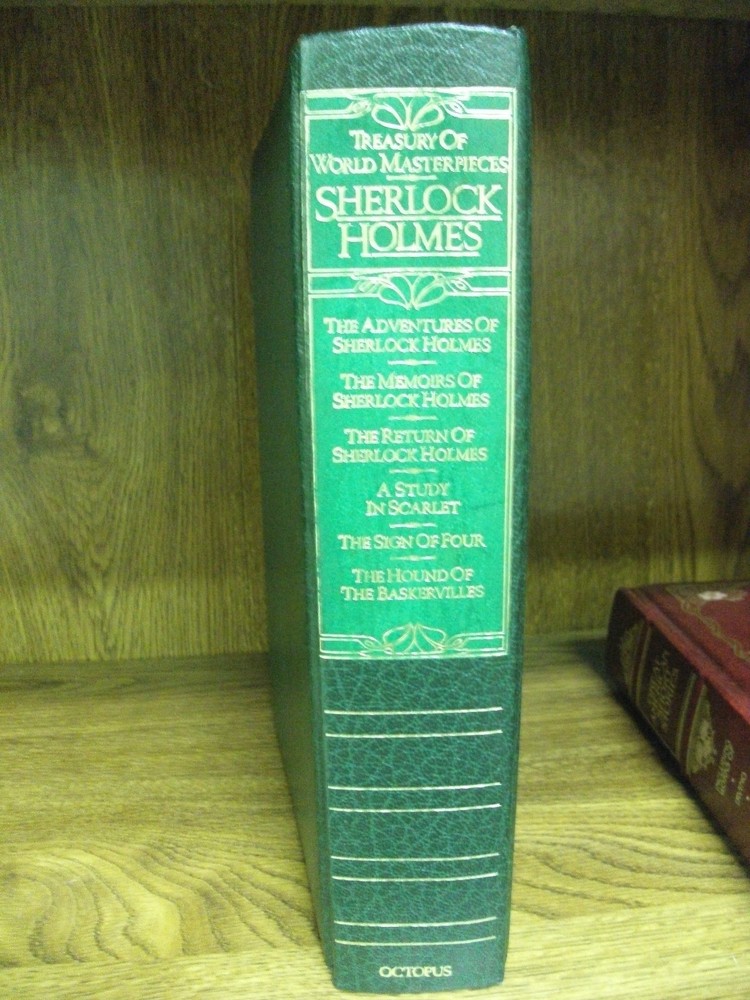 TREASURY OF
WORLD MASTERPIECES
SHERLOCK
HOLMES
THE ADVENTURES OF
SHERLOCK HOLMES
THE MEMOIRS OF
SHERLOCK HOLMES
THE RETURN OF
SHERLOCK HOLMES
A STUDY
IN SCARLET
THE SIGN OF FOUR
THE HOUND OF
THE BASKERVILLES
OCTOPUS